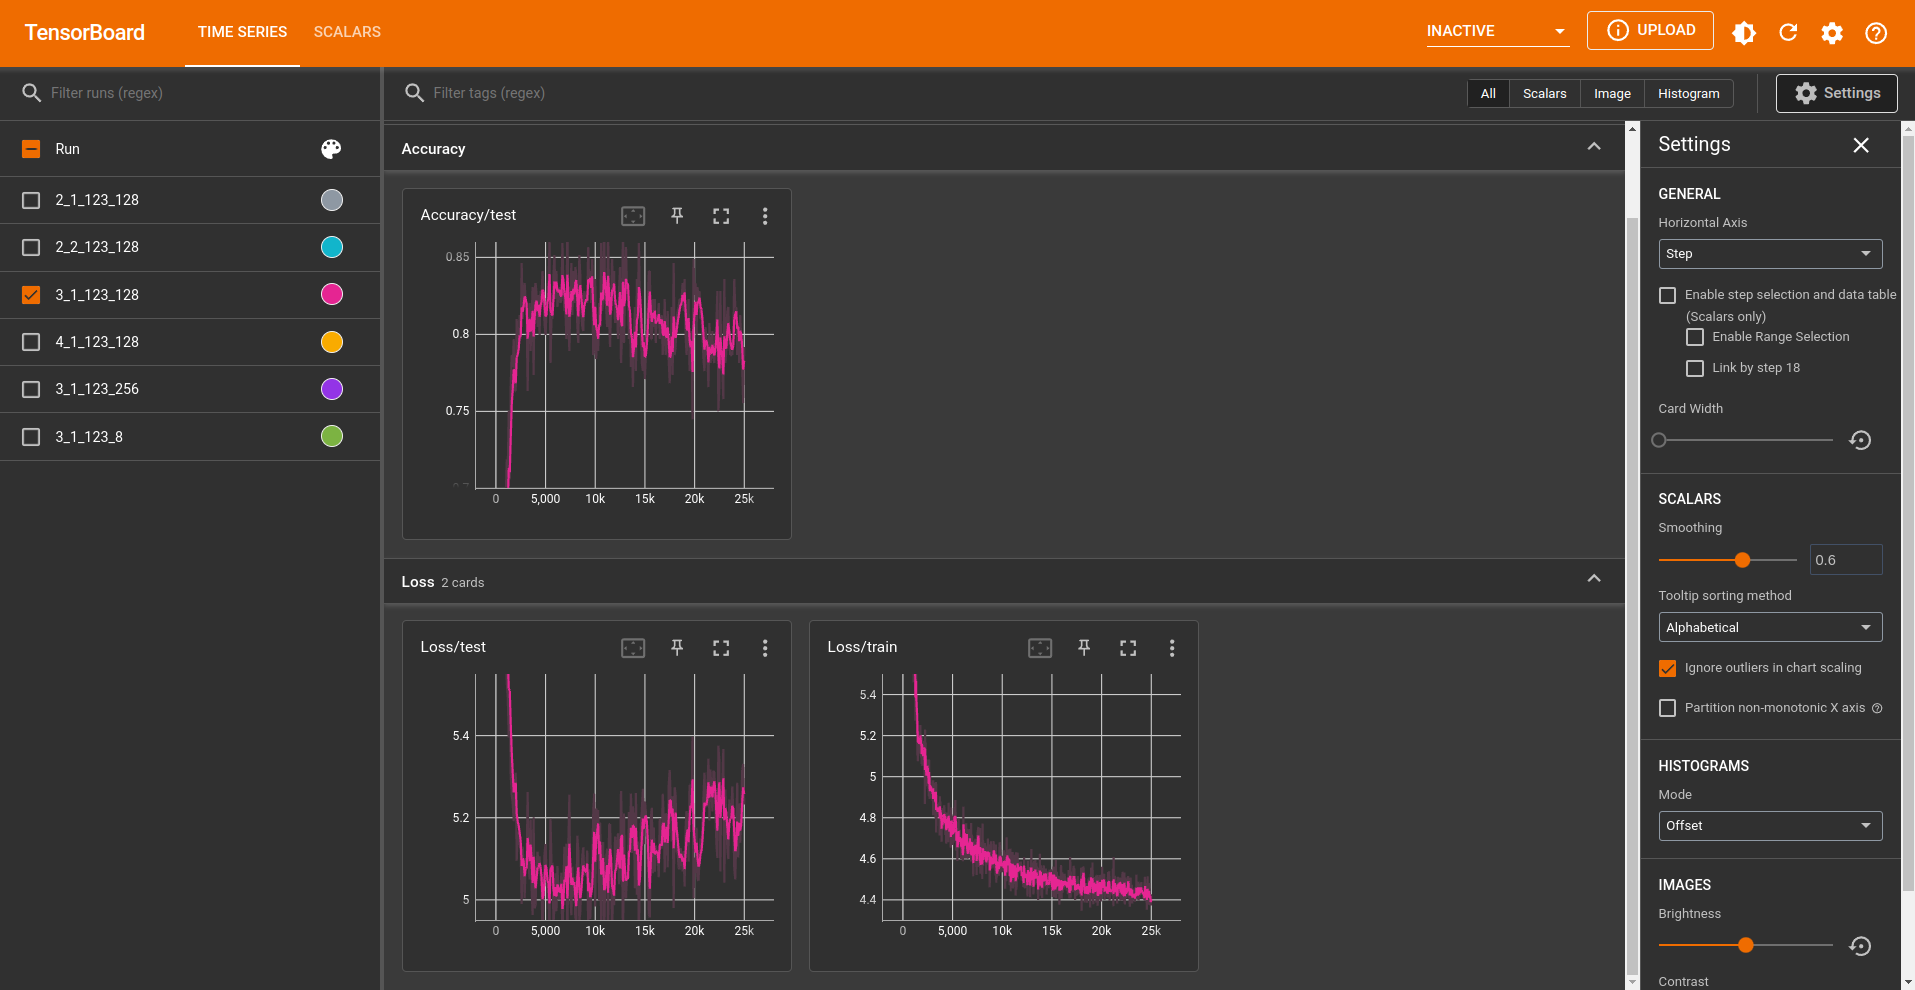 TensorBoard
TIME SERIES
SCALARS
INACTIVE
UPLOAD
Filter runs (regex)
Filter tags (regex)
All
Scalars
Image
Histogram
Settings
Run
2_1_123_128
2_2_123_128
3_1_123_128
4_1_123_128
3_1_123_256
3_1_123_8
Accuracy
Accuracy/test
0.85
0.8
0.75
0.7
0 5,000 10k 15k 20k 25k
Loss 2 cards
Loss/test
5.4
5.2
5
0 5,000 10k 15k 20k 25k
Loss/train
5.4
5.2
5
4.8
4.6
4.4
0 5,000 10k 15k 20k 25k
Settings
GENERAL
Horizontal Axis
Step
Enable step selection and data table
(Scalars only)
Enable Range Selection
Link by step 18
Card Width
SCALARS
Smoothing
0.6
Tooltip sorting method
Alphabetical
Ignore outliers in chart scaling
Partition non-monotonic X axis
HISTOGRAMS
Mode
Offset
IMAGES
Brightness
Contrast